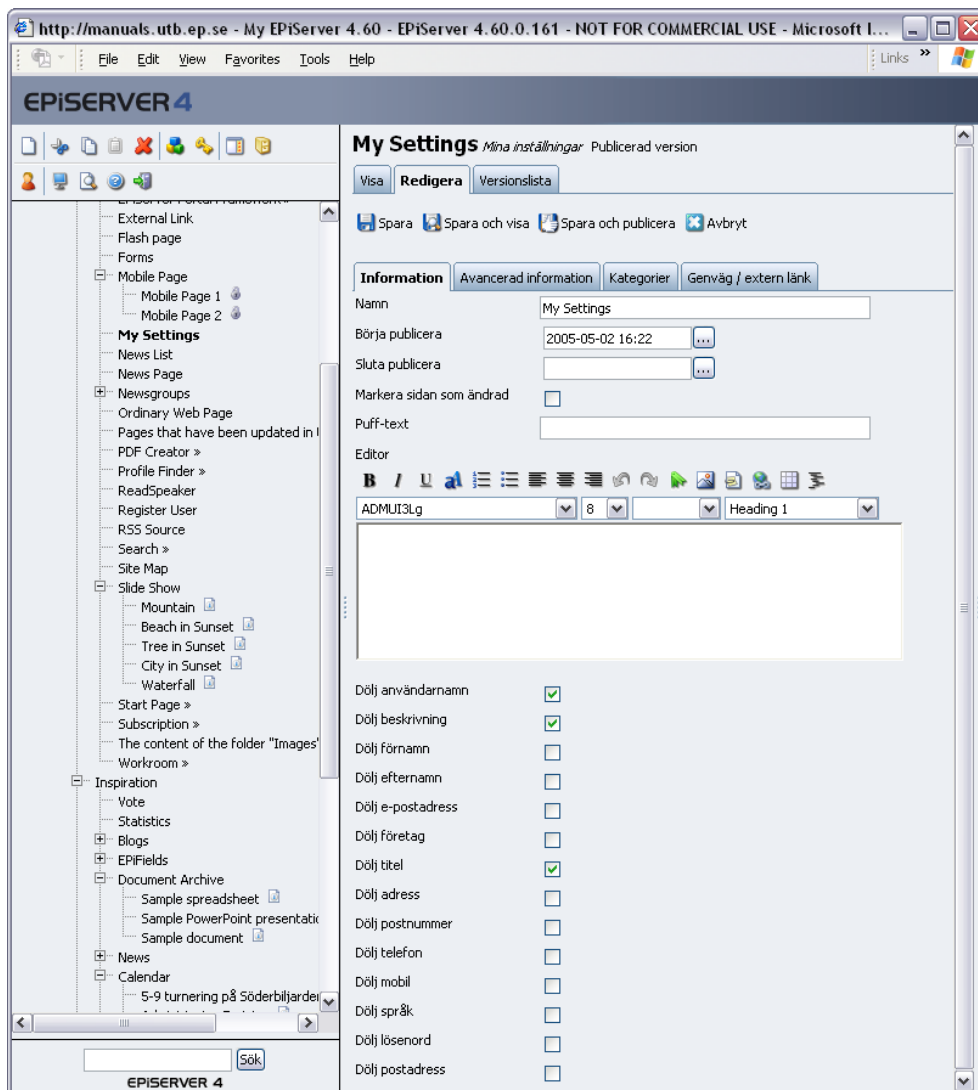 http://manuals.utb.ep.se - My EPiServer 4.60 - EPiServer 4.60.0.161 - NOT FOR COMMERCIAL USE - Microsoft I...
File Edit View Favorites Tools Help Links »
EPiSERVER 4
External Link
Flash page
Forms
Mobile Page
Mobile Page 1
Mobile Page 2
My Settings
News List
News Page
Newsgroups
Ordinary Web Page
Pages that have been updated in
PDF Creator »
Profile Finder »
ReadSpeaker
Register User
RSS Source
Search »
Site Map
Slide Show
Mountain
Beach in Sunset
Tree in Sunset
City in Sunset
Waterfall
Start Page »
Subscription »
The content of the folder "Images"
Workroom »
Inspiration
Vote
Statistics
Blogs
EPiFields
Document Archive
Sample spreadsheet
Sample PowerPoint presentatio
Sample document
News
Calendar
5-9 turnering på Söderbiljarden
Sök
EPiSERVER 4
My Settings Mina inställningar Publicerad version
Visa Redigera Versionslista
Spara Spara och visa Spara och publicera Avbryt
Information Avancerad information Kategorier Genväg / extern länk
Namn My Settings
Börja publicera 2005-05-02 16:22 ...
Sluta publicera ...
Markera sidan som ändrad
Puff-text
Editor
B I U
ADMUI3Lg 8 Heading 1
Dölj användarnamn
Dölj beskrivning
Dölj förnamn
Dölj efternamn
Dölj e-postadress
Dölj företag
Dölj titel
Dölj adress
Dölj postnummer
Dölj telefon
Dölj mobil
Dölj språk
Dölj lösenord
Dölj postadress